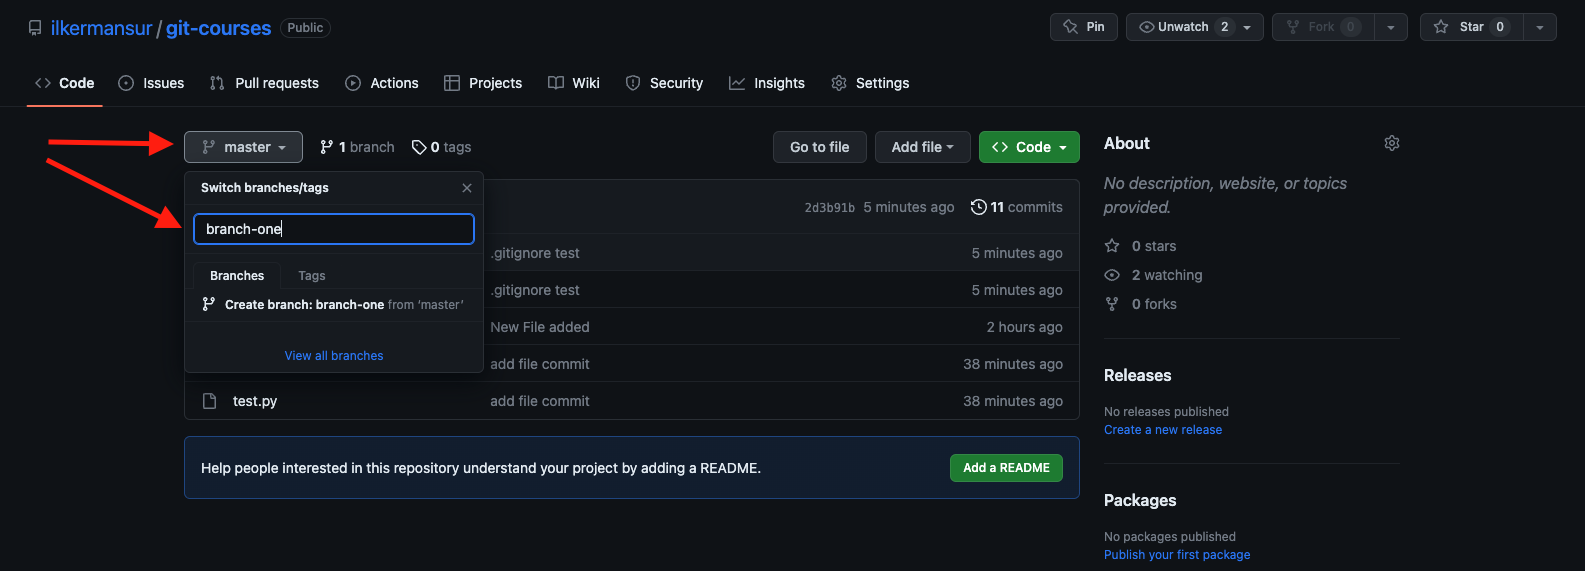 ilkermansur / git-courses Public Pin Unwatch 2 Fork 0 Star 0
Code Issues Pull requests Actions Projects Wiki Security Insights Settings
master 1 branch 0 tags Go to file Add file Code
Switch branches/tags
branch-one
Branches Tags
Create branch: branch-one from ‘master’
View all branches
2d3b91b 5 minutes ago 11 commits
.gitignore test 5 minutes ago
.gitignore test 5 minutes ago
New File added 2 hours ago
add file commit 38 minutes ago
test.py add file commit 38 minutes ago
Help people interested in this repository understand your project by adding a README. Add a README
About
No description, website, or topics
provided.
0 stars
2 watching
0 forks
Releases
No releases published
Create a new release
Packages
No packages published
Publish your first package